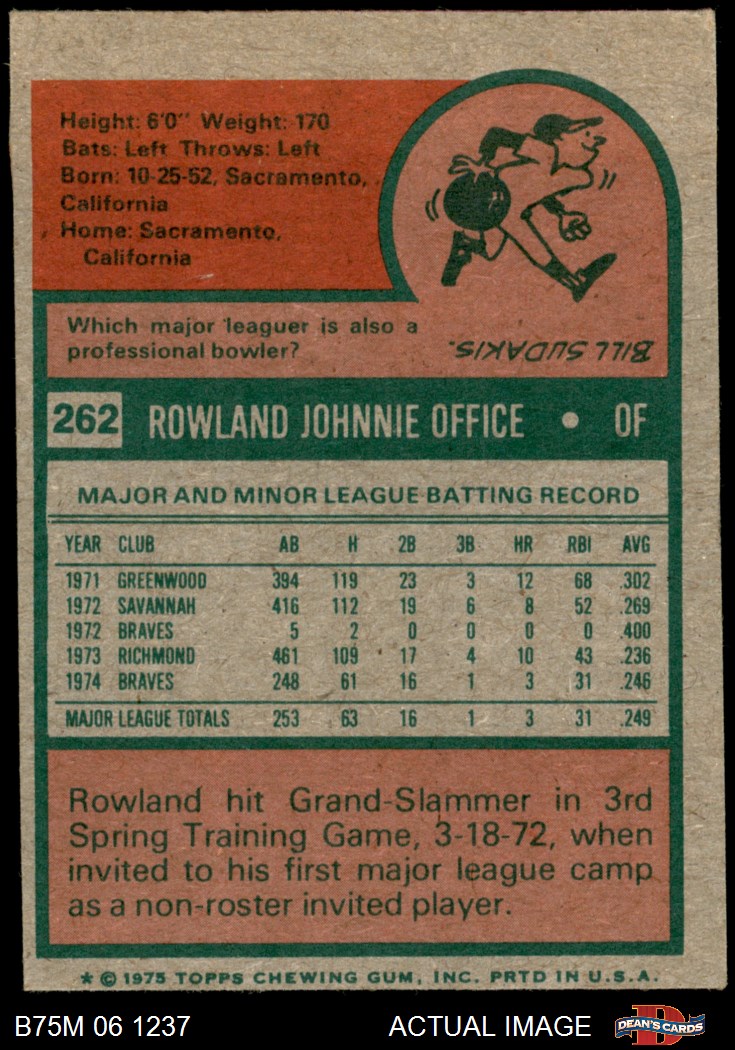 Height: 6'0" Weight: 170
Bats: Left Throws: Left
Born: 10-25-52, Sacramento,
California
Home: Sacramento,
California
Which major leaguer is also a
professional bowler?
BILL SUDAKIS.
262 ROWLAND JOHNNIE OFFICE • OF
MAJOR AND MINOR LEAGUE BATTING RECORD
YEAR CLUB AB H 2B 3B HR RBI AVG
1971 GREENWOOD 394 119 23 3 12 68 .302
1972 SAVANNAH 416 112 19 6 8 52 .269
1972 BRAVES 5 2 0 0 0 0 .400
1973 RICHMOND 461 109 17 4 10 43 .236
1974 BRAVES 248 61 16 1 3 31 .246
MAJOR LEAGUE TOTALS 253 63 16 1 3 31 .249
Rowland hit Grand-Slammer in 3rd
Spring Training Game, 3-18-72, when
invited to his first major league camp
as a non-roster invited player.
* © 1975 TOPPS CHEWING GUM, INC. PRTD IN U.S.A.
B75M 06 1237 ACTUAL IMAGE DEAN'S CARDS